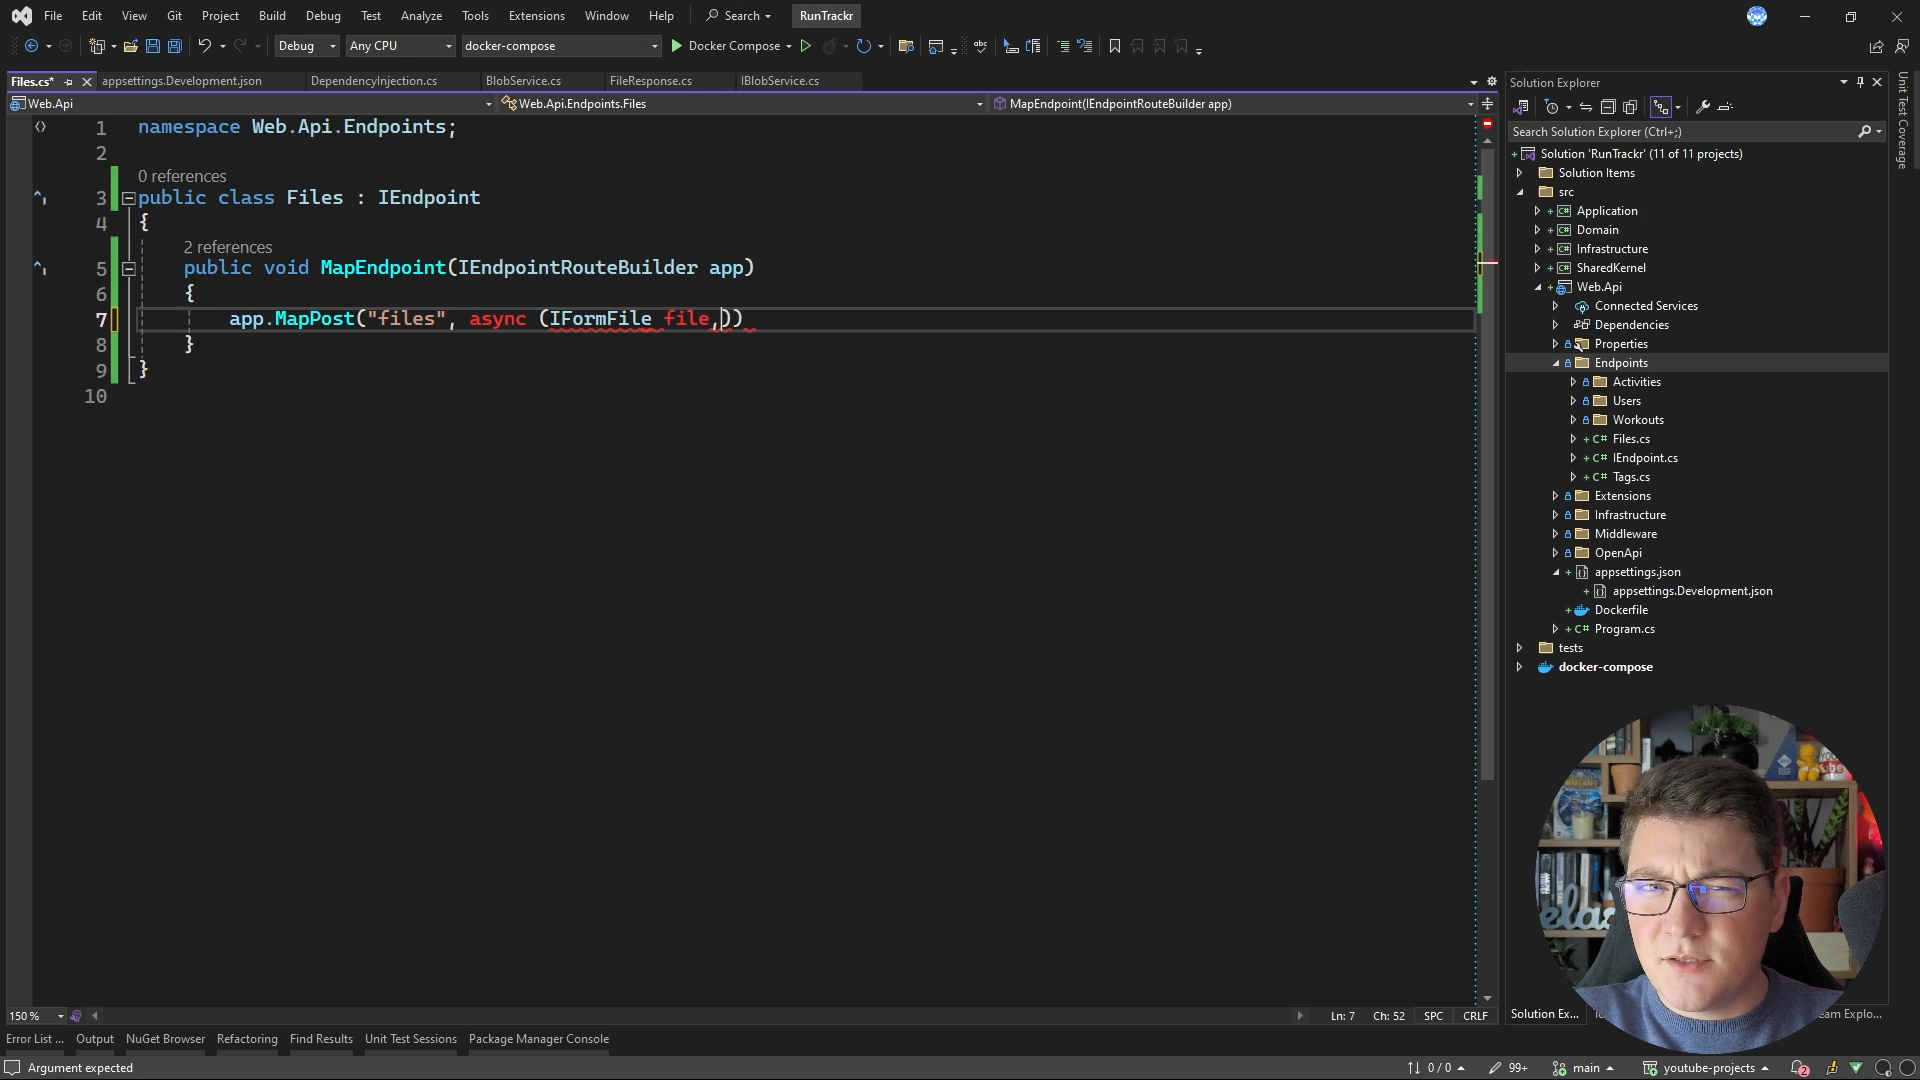 File Edit View Git Project Build Debug Test Analyze Tools Extensions Window Help Search RunTrackr
Debug Any CPU docker-compose Docker Compose
Files.cs* appsettings.Development.json DependencyInjection.cs BlobService.cs FileResponse.cs IBlobService.cs
Web.Api Web.Api.Endpoints.Files MapEndpoint(IEndpointRouteBuilder app)
1 namespace Web.Api.Endpoints;
2
0 references
3 public class Files : IEndpoint
4 {
2 references
5 public void MapEndpoint(IEndpointRouteBuilder app)
6 {
7 app.MapPost("files", async (IFormFile file,))
8 }
9 }
10
150 % Ln: 7 Ch: 52 SPC CRLF
Error List ... Output NuGet Browser Refactoring Find Results Unit Test Sessions Package Manager Console
Argument expected 0 / 0 99+ main youtube-projects 2
Solution Explorer
Search Solution Explorer (Ctrl+;)
Solution 'RunTrackr' (11 of 11 projects)
Solution Items
src
Application
Domain
Infrastructure
SharedKernel
Web.Api
Connected Services
Dependencies
Properties
Endpoints
Activities
Users
Workouts
C# Files.cs
C# IEndpoint.cs
C# Tags.cs
Extensions
Infrastructure
Middleware
OpenApi
appsettings.json
appsettings.Development.json
Dockerfile
C# Program.cs
tests
docker-compose
Solution Ex... eam Explo...
Unit Test Coverage